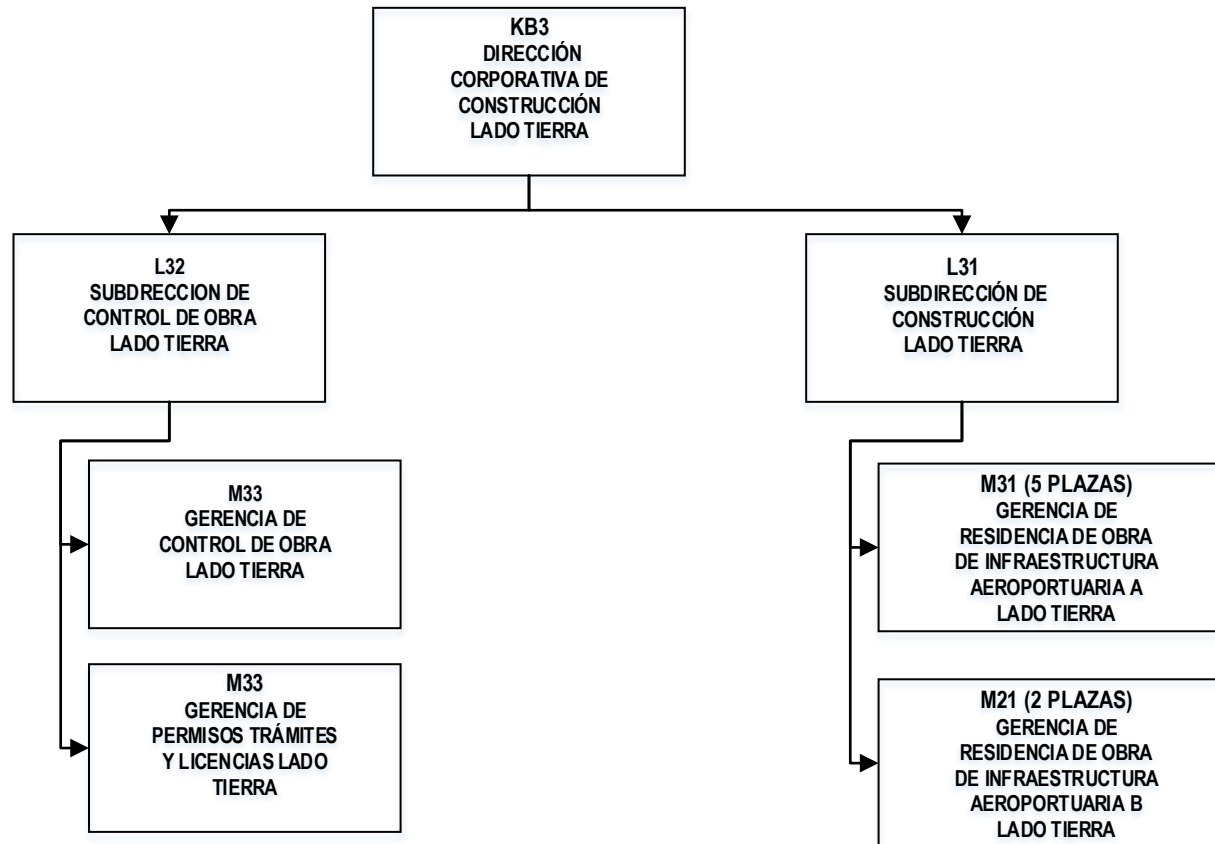 KB3
DIRECCIÓN
CORPORATIVA DE
CONSTRUCCIÓN
LADO TIERRA
L32
SUBDRECCION DE
CONTROL DE OBRA
LADO TIERRA
L31
SUBDIRECCIÓN DE
CONSTRUCCIÓN
LADO TIERRA
M33
GERENCIA DE
CONTROL DE OBRA
LADO TIERRA
M31 (5 PLAZAS)
GERENCIA DE
RESIDENCIA DE OBRA
DE INFRAESTRUCTURA
AEROPORTUARIA A
LADO TIERRA
M33
GERENCIA DE
PERMISOS TRÁMITES
Y LICENCIAS LADO
TIERRA
M21 (2 PLAZAS)
GERENCIA DE
RESIDENCIA DE OBRA
DE INFRAESTRUCTURA
AEROPORTUARIA B
LADO TIERRA